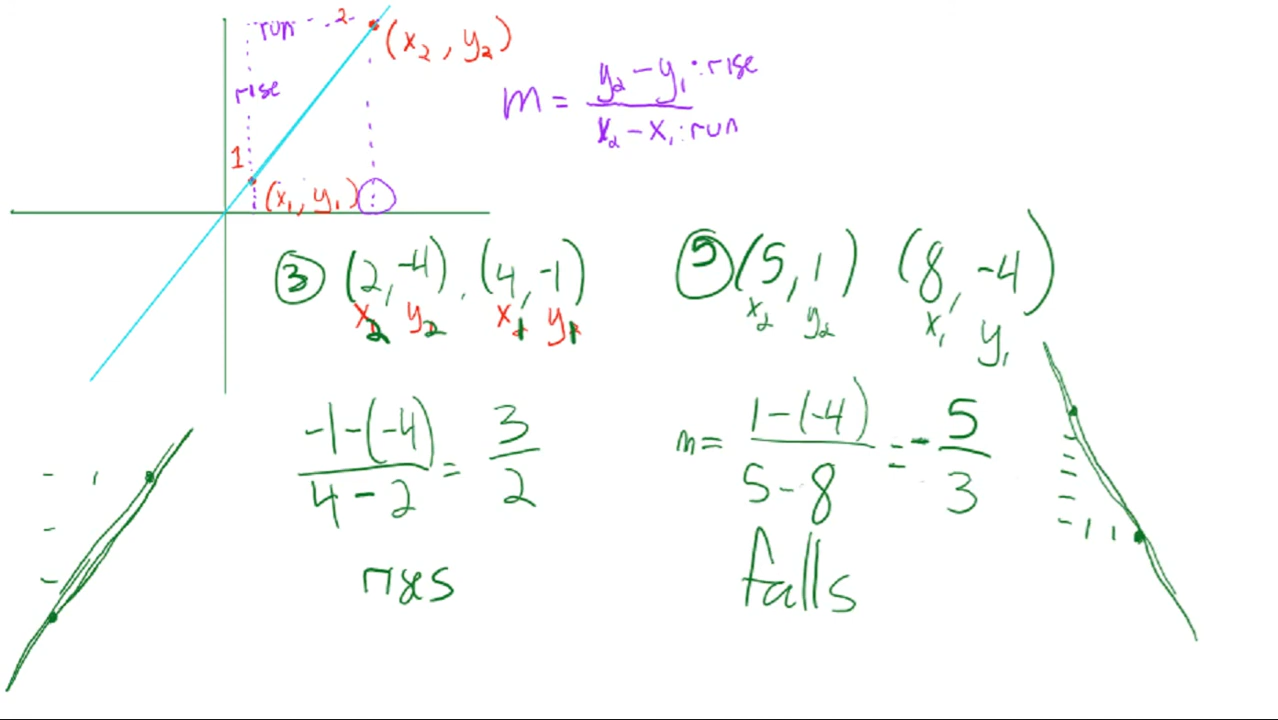 run 2
(x₂, y₂)
rise
1
(x₁, y₁)
m = y₂ - y₁ : rise
x₂ - x₁ : run
③ (2, -4), (4, -1)
x₂ y₂ x₁ y₁
-1-(-4) / 4-2 = 3/2
rises
⑤ (5, 1) (8, -4)
x₂ y₂ x₁ y₁
m = 1-(-4) / 5-8 = -5/3
falls